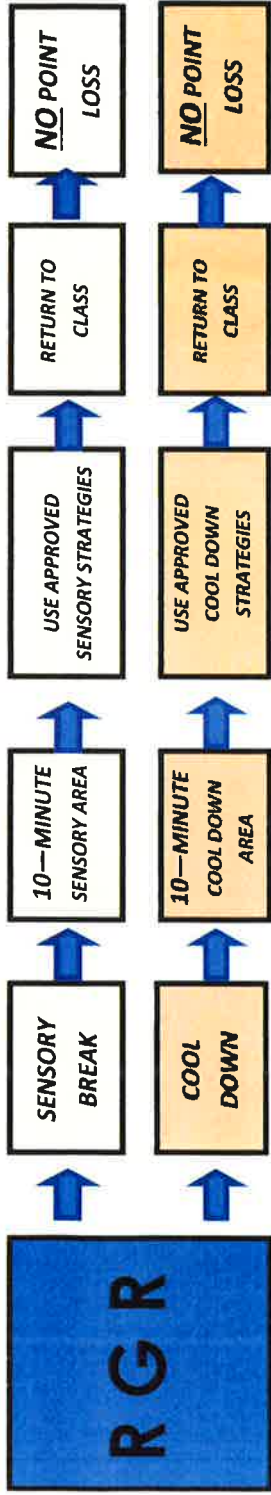 R G R
SENSORY
BREAK
10—MINUTE
SENSORY AREA
USE APPROVED
SENSORY STRATEGIES
RETURN TO
CLASS
NO POINT
LOSS
COOL
DOWN
10—MINUTE
COOL DOWN
AREA
USE APPROVED
COOL DOWN
STRATEGIES
RETURN TO
CLASS
NO POINT
LOSS